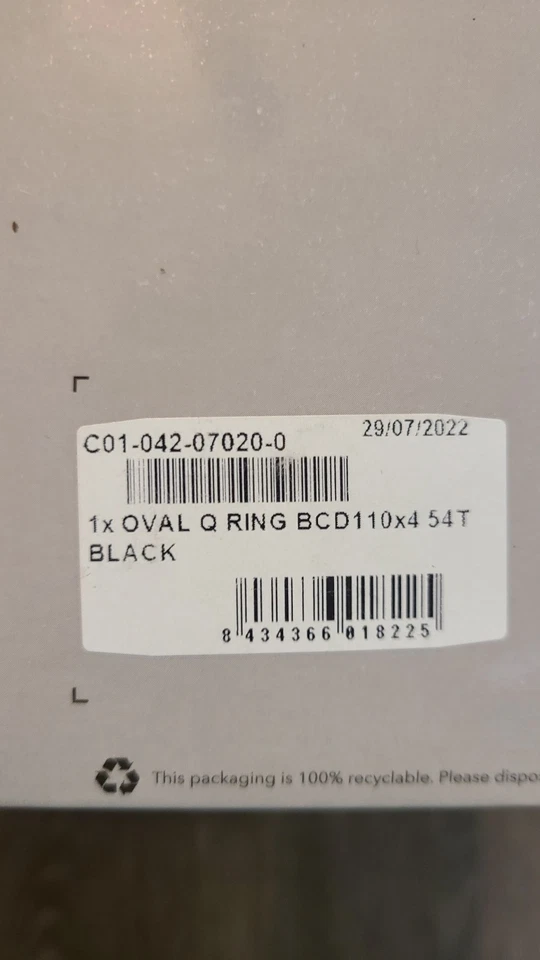 C01-042-07020-0 29/07/2022
1x OVAL Q RING BCD110x4 54T
BLACK
8 434366 018225
This packaging is 100% recyclable. Please